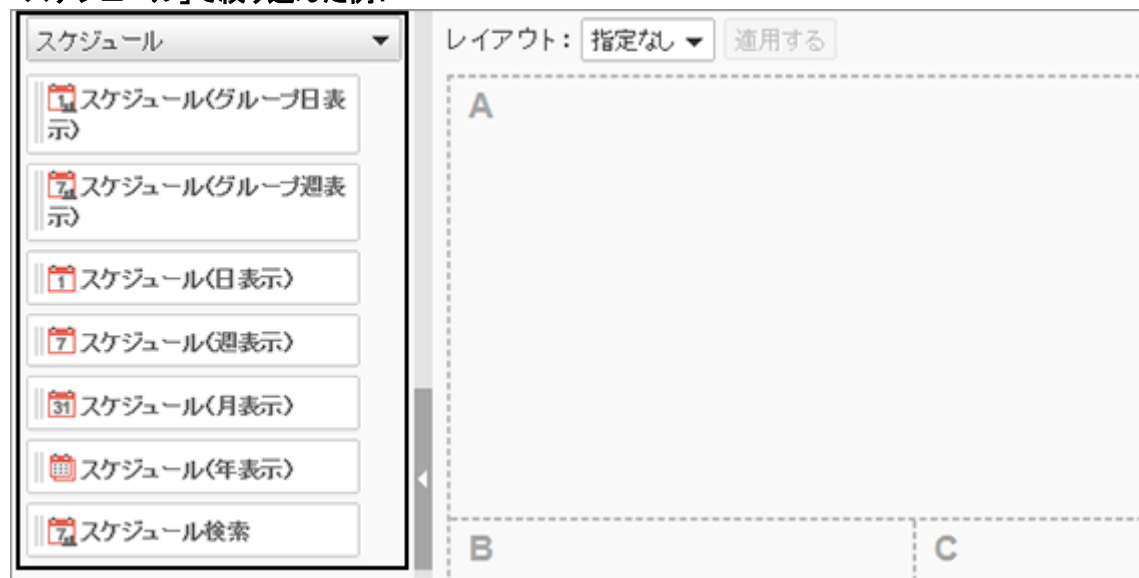 スケジュール
レイアウト： 指定なし 適用する
スケジュール(グループ日表
示)
スケジュール(グループ週表
示)
スケジュール(日表示)
スケジュール(週表示)
スケジュール(月表示)
スケジュール(年表示)
スケジュール検索
A
B
C